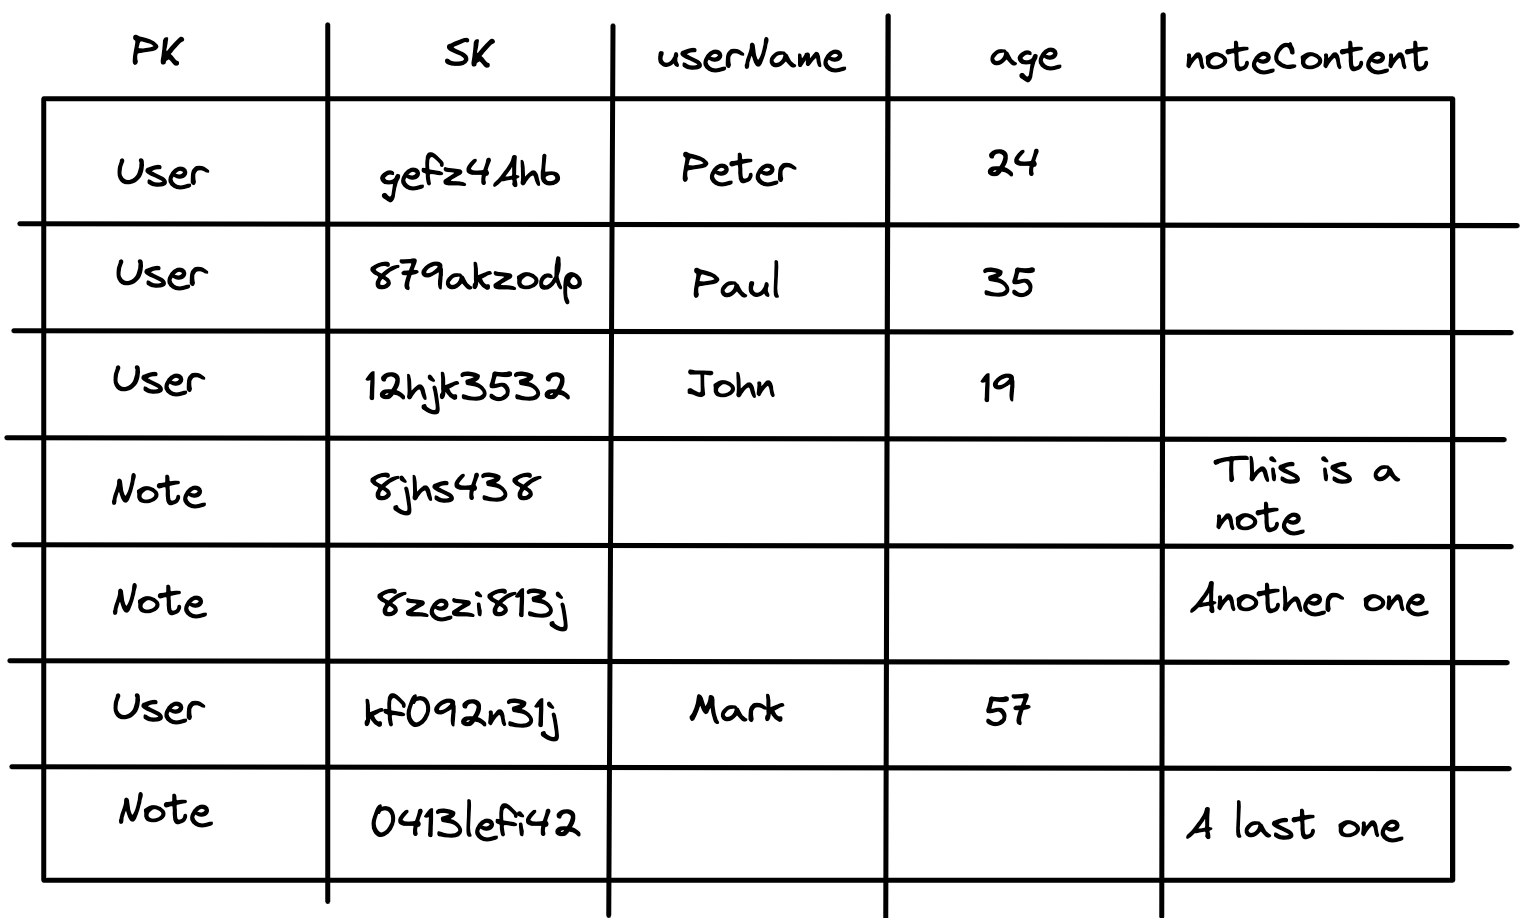 PK SK userName age noteContent
User gefz4Ahb Peter 24
User 879akzodp Paul 35
User 12hjk3532 John 19
Note 8jhs438 This is a
note
Note 8zezi813j Another one
User kf092n31j Mark 57
Note 0413lefi42 A last one